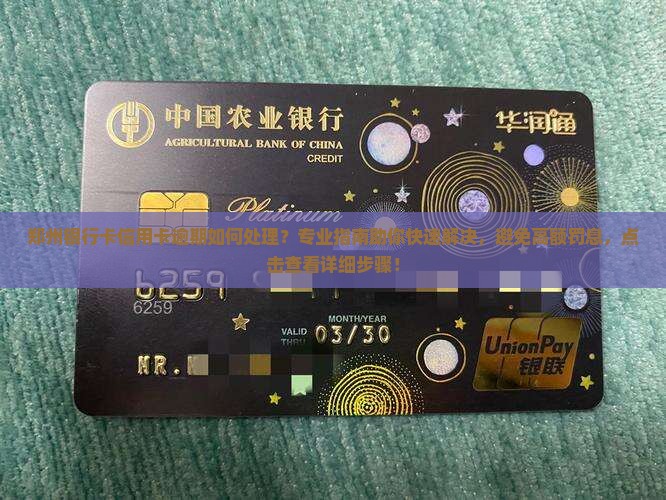 中国农业银行
AGRICULTURAL BANK OF CHINA
CREDIT
华润通
Platinum
郑州银行卡信用卡逾期如何处理？专业指南助你快速解决，避免高额罚息，点
击查看详细步骤！
6259
6259
MONTH/YEAR
VALID
THRU
03/30
MR.
UnionPay
银联